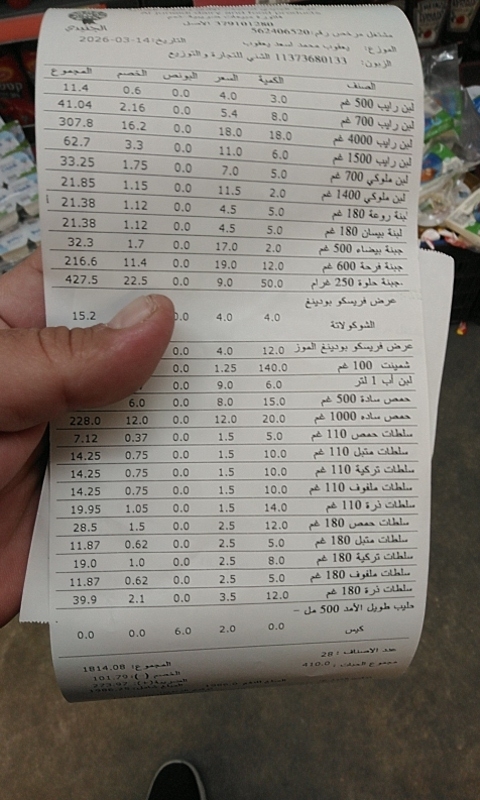 379101280 الاصل
مشتغل مرخص رقم: 562406520
التاريخ: 2026-03-14
الموزع: يعقوب محمد اسعد يعقوب
الزبون: 11373680133 الشني للتجارة والتوزيع
الجنيدي
الصنف الكمية السعر البونص الخصم المجموع
لبن رايب 500 غم 3.0 4.0 0.0 0.6 11.4
لبن رايب 700 غم 8.0 5.4 0.0 2.16 41.04
لبن رايب 4000 غم 18.0 18.0 0.0 16.2 307.8
لبن رايب 1500 غم 6.0 11.0 0.0 3.3 62.7
لبن ملوكي 700 غم 5.0 7.0 0.0 1.75 33.25
لبن ملوكي 1400 غم 2.0 11.5 0.0 1.15 21.85
لبنة روعة 180 غم 5.0 4.5 0.0 1.12 21.38
لبنة بيسان 180 غم 5.0 4.5 0.0 1.12 21.38
جبنة بيضاء 500 غم 2.0 17.0 0.0 1.7 32.3
جبنة فرحة 600 غم 12.0 19.0 0.0 11.4 216.6
جبنة حلوة 250 غرام 50.0 9.0 0.0 22.5 427.5
عرض فريسكو بودينغ
الشوكولاتة 4.0 4.0 0.0 15.2
عرض فريسكو بودينغ الموز 12.0 4.0 0.0
شمينت 100 غم 140.0 1.25 0.0
لبن أب 1 لتر 6.0 9.0 0.0
حمص سادة 500 غم 15.0 8.0 0.0 6.0
حمص ساده 1000 غم 20.0 12.0 0.0 12.0 228.0
سلطات حمص 110 غم 5.0 1.5 0.0 0.37 7.12
سلطات متبل 110 غم 10.0 1.5 0.0 0.75 14.25
سلطات تركية 110 غم 10.0 1.5 0.0 0.75 14.25
سلطات ملفوف 110 غم 10.0 1.5 0.0 0.75 14.25
سلطات ذرة 110 غم 14.0 1.5 0.0 1.05 19.95
سلطات حمص 180 غم 12.0 2.5 0.0 1.5 28.5
سلطات متبل 180 غم 5.0 2.5 0.0 0.62 11.87
سلطات تركية 180 غم 8.0 2.5 0.0 1.0 19.0
سلطات ملفوف 180 غم 5.0 2.5 0.0 0.62 11.87
سلطات ذرة 180 غم 12.0 3.5 0.0 2.1 39.9
حليب طويل الأمد 500 مل -
كيس 0.0 2.0 6.0 0.0 0.0
عدد الاصناف : 28
المجموع: 1814.08
410.0
الخصم ( ): 101.79